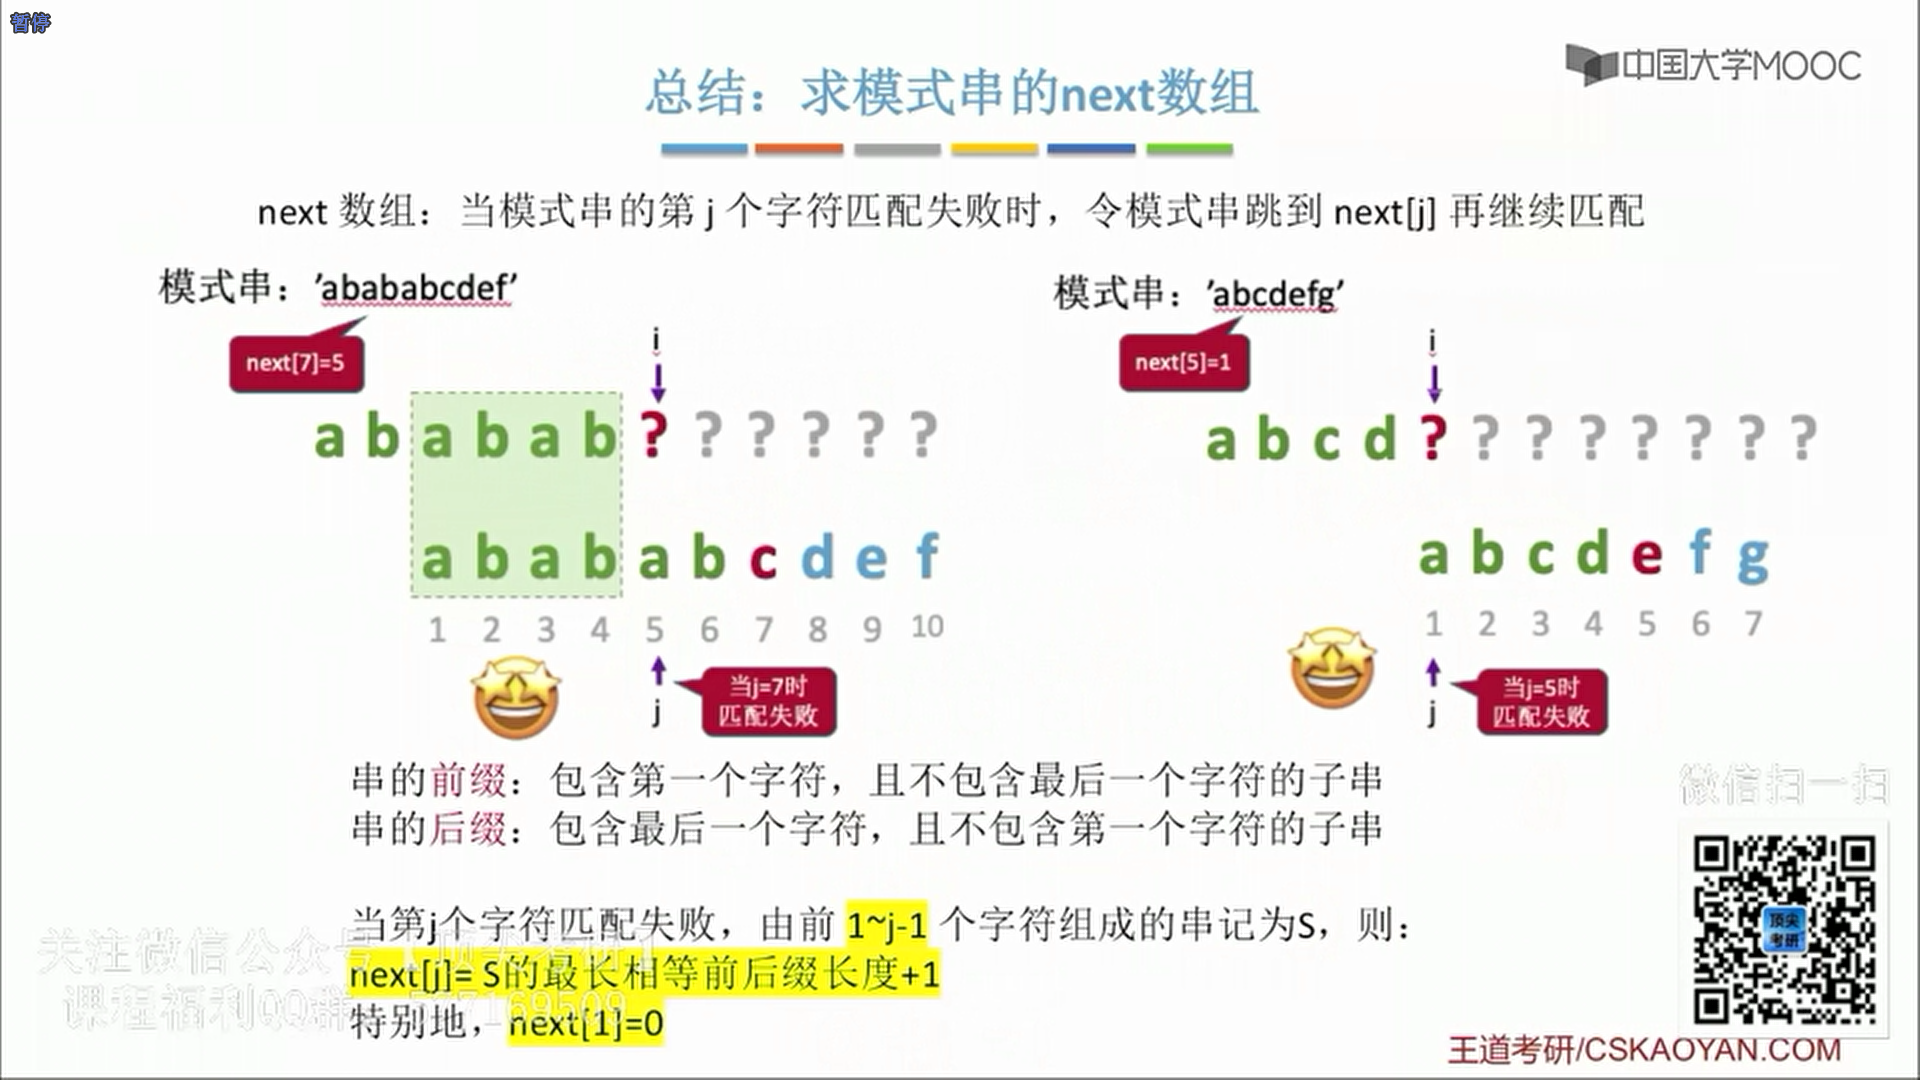 暂停
中国大学MOOC
总结：求模式串的next数组
next 数组：当模式串的第 j 个字符匹配失败时，令模式串跳到 next[j] 再继续匹配
模式串：’abababcdef’
next[7]=5
i
a b a b a b ? ? ? ? ? ?
a b a b a b c d e f
1 2 3 4 5 6 7 8 9 10
当j=7时
匹配失败
j
模式串：’abcdefg’
next[5]=1
i
a b c d ? ? ? ? ? ? ? ?
a b c d e f g
1 2 3 4 5 6 7
当j=5时
匹配失败
j
串的前缀：包含第一个字符，且不包含最后一个字符的子串
串的后缀：包含最后一个字符，且不包含第一个字符的子串
微信扫一扫
顶尖
考研
当第j个字符匹配失败，由前 1~j-1 个字符组成的串记为S，则：
next[j]= S的最长相等前后缀长度+1
特别地，next[1]=0
关注微信公众号【顶尖考研】
课程福利QQ群
王道考研/CSKAOYAN.COM